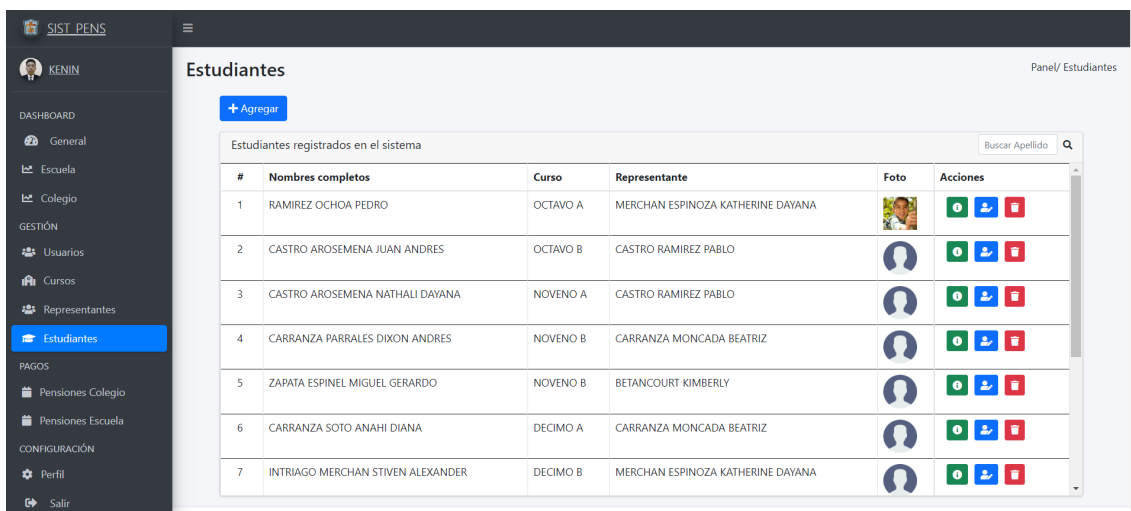 SIST_PENS
KENIN
DASHBOARD
General
Escuela
Colegio
GESTIÓN
Usuarios
Cursos
Representantes
Estudiantes
PAGOS
Pensiones Colegio
Pensiones Escuela
CONFIGURACIÓN
Perfil
Salir
Estudiantes
Panel/ Estudiantes
+ Agregar
Estudiantes registrados en el sistema
Buscar Apellido
# Nombres completos Curso Representante Foto Acciones
1 RAMIREZ OCHOA PEDRO OCTAVO A MERCHAN ESPINOZA KATHERINE DAYANA
2 CASTRO AROSEMENA JUAN ANDRES OCTAVO B CASTRO RAMIREZ PABLO
3 CASTRO AROSEMENA NATHALI DAYANA NOVENO A CASTRO RAMIREZ PABLO
4 CARRANZA PARRALES DIXON ANDRES NOVENO B CARRANZA MONCADA BEATRIZ
5 ZAPATA ESPINEL MIGUEL GERARDO NOVENO B BETANCOURT KIMBERLY
6 CARRANZA SOTO ANAHI DIANA DECIMO A CARRANZA MONCADA BEATRIZ
7 INTRIAGO MERCHAN STIVEN ALEXANDER DECIMO B MERCHAN ESPINOZA KATHERINE DAYANA